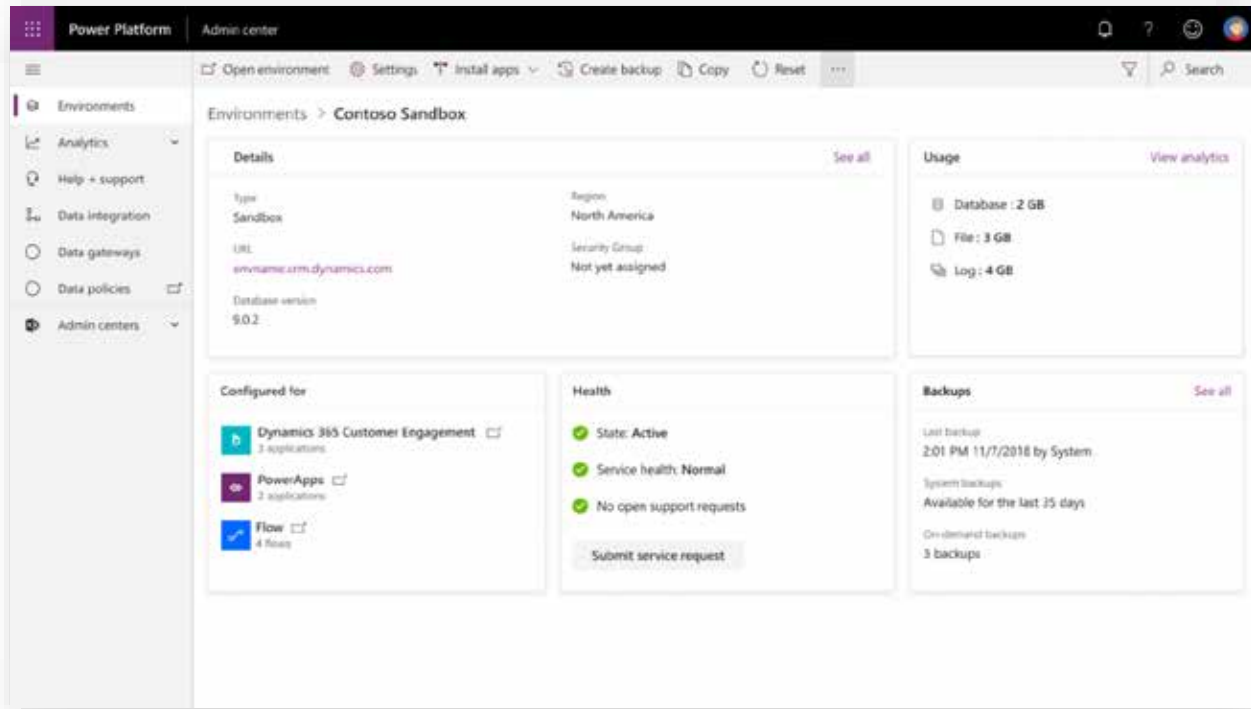 Power Platform Admin center
Open environment Settings Install apps Create backup Copy Reset ... Search
Environments
Analytics
Help + support
Data integration
Data gateways
Data policies
Admin centers
Environments > Contoso Sandbox
Details See all
Type
Sandbox
Region
North America
URL
envname.crm.dynamics.com
Security Group
Not yet assigned
Database version
9.0.2
Usage View analytics
Database : 2 GB
File : 3 GB
Log : 4 GB
Configured for
Dynamics 365 Customer Engagement
3 applications
PowerApps
2 applications
Flow
4 flows
Health
State: Active
Service health: Normal
No open support requests
Submit service request
Backups See all
Last backup
2:01 PM 11/7/2018 by System
System backups
Available for the last 35 days
On-demand backups
3 backups